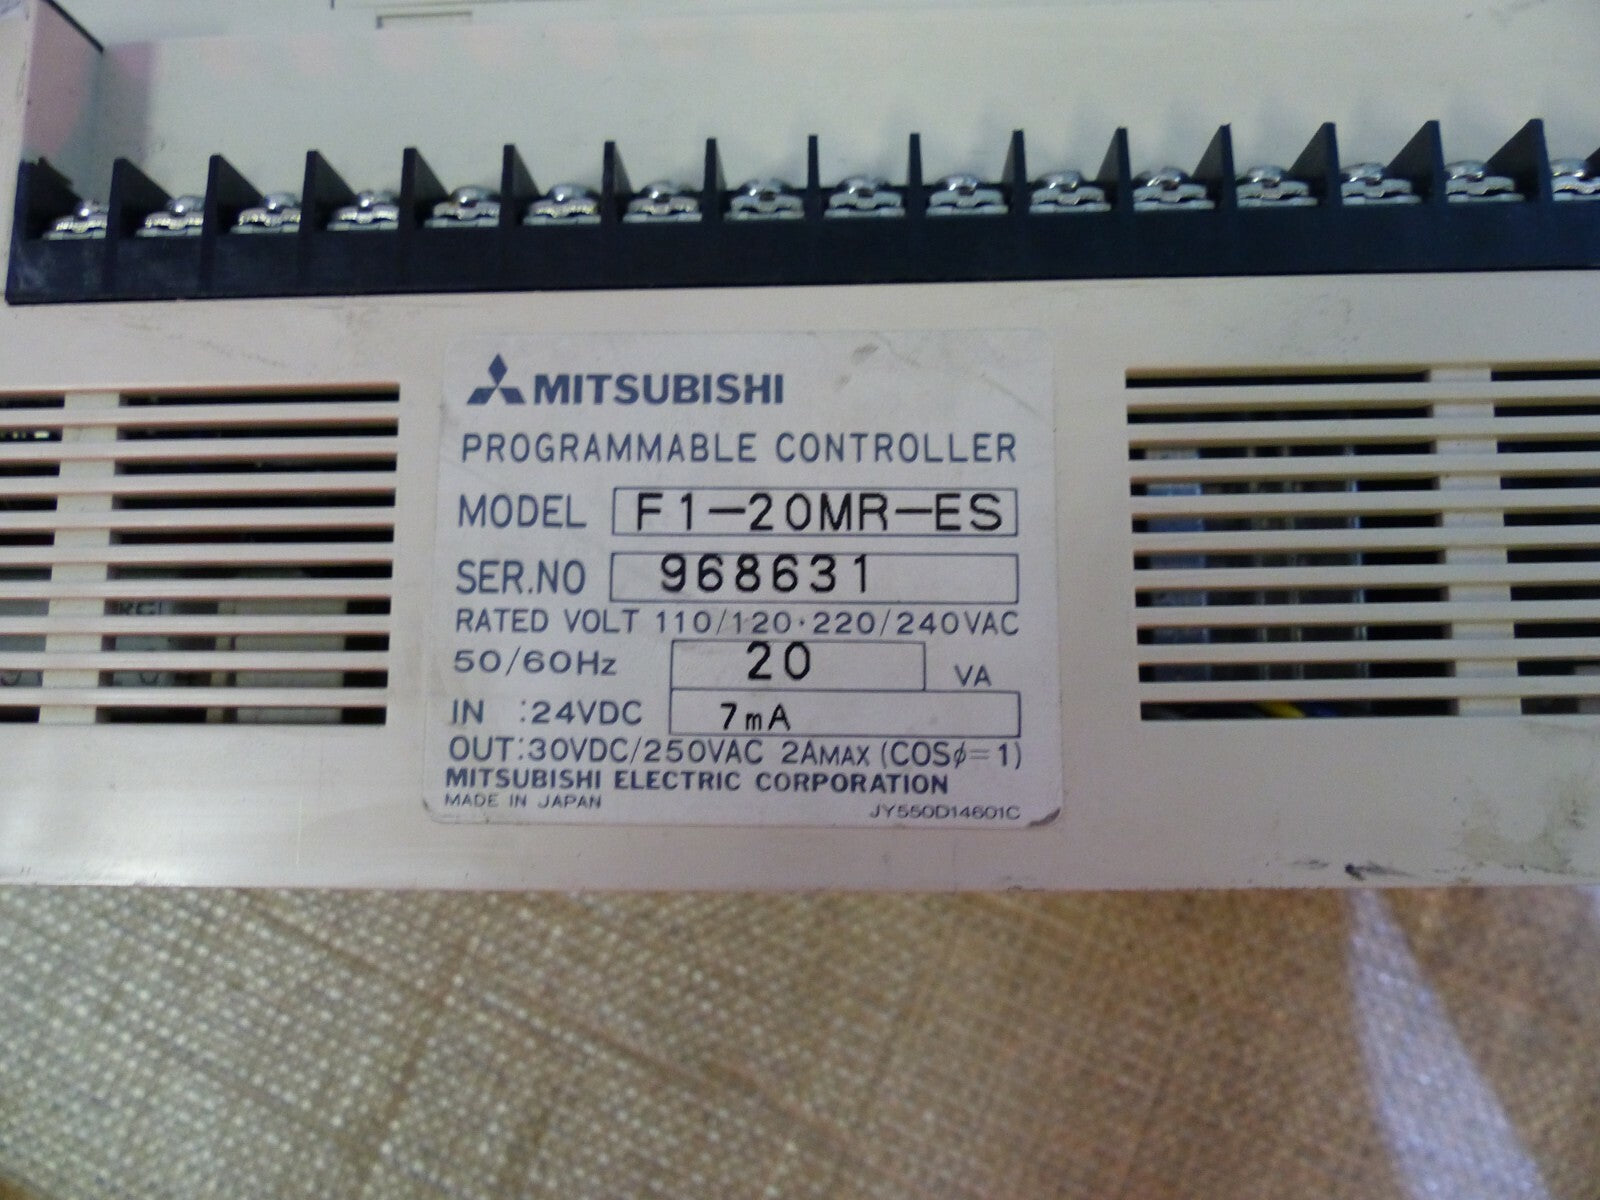 MITSUBISHI
PROGRAMMABLE CONTROLLER
MODEL F1-20MR-ES
SER.NO 968631
RATED VOLT 110/120·220/240VAC
50/60Hz 20 VA
IN :24VDC 7mA
OUT:30VDC/250VAC 2AMAX (COSϕ=1)
MITSUBISHI ELECTRIC CORPORATION
MADE IN JAPAN JY550D14601C